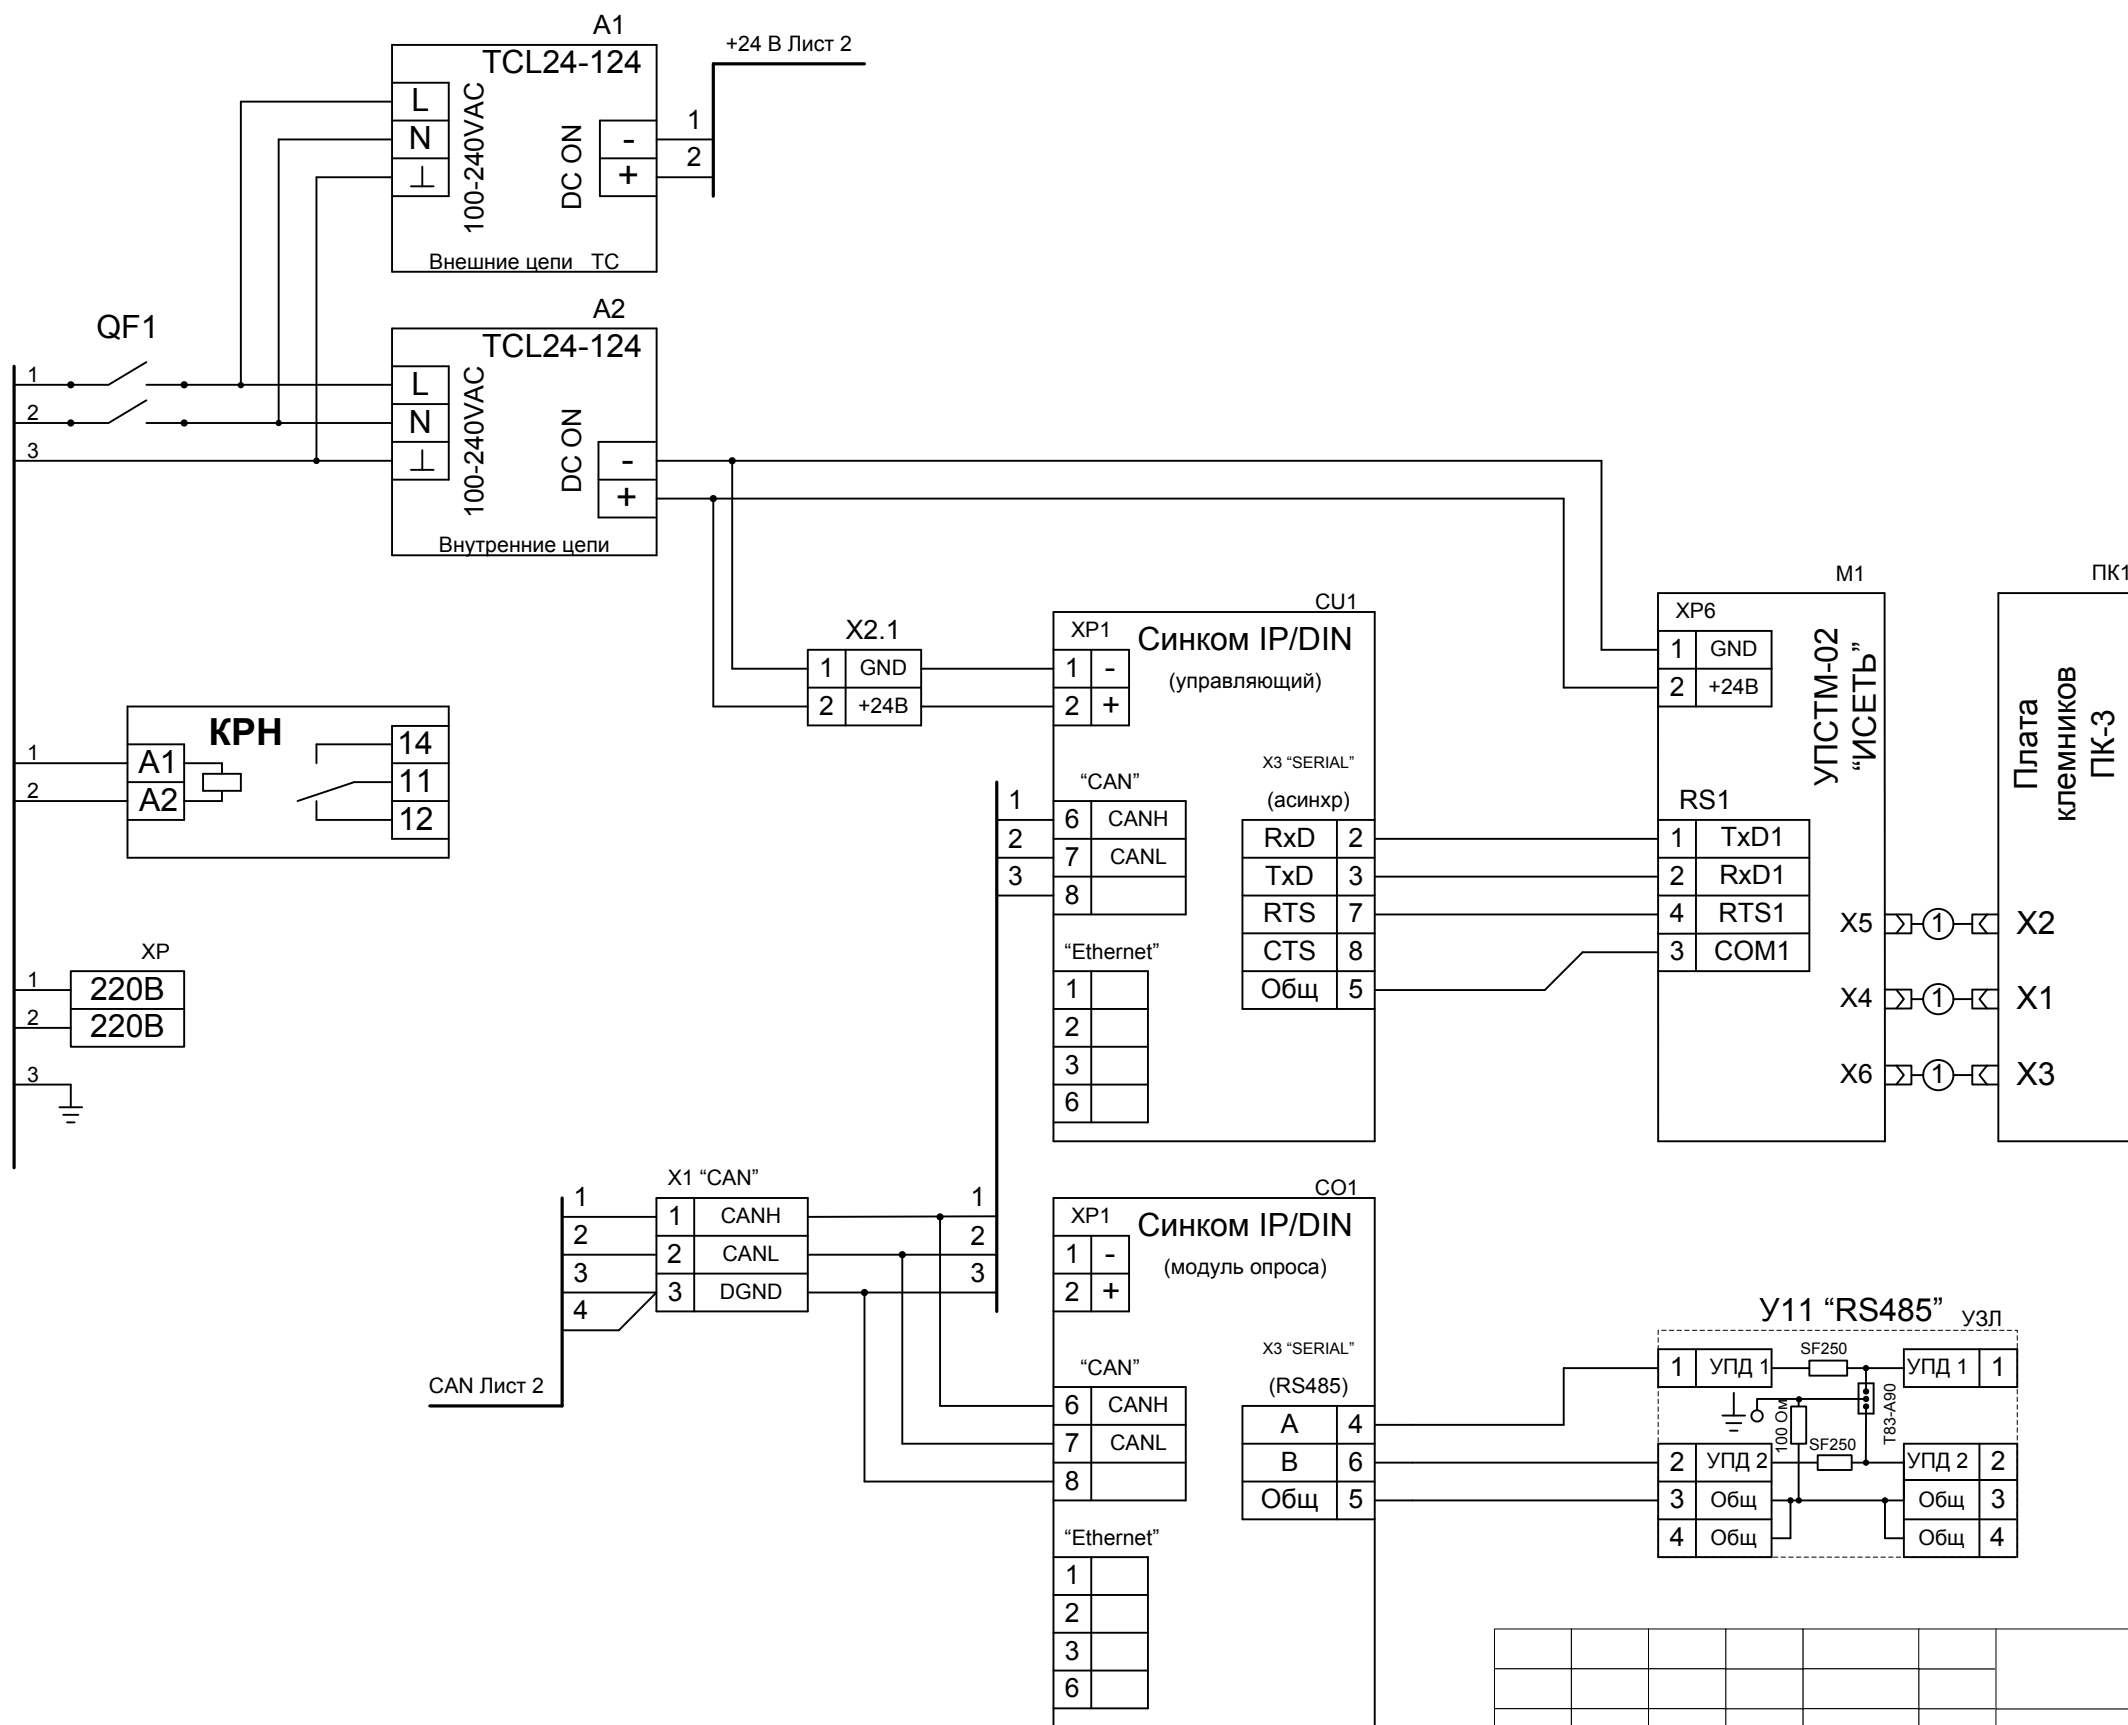 A1
+24 В Лист 2
TCL24-124
L
N
⊥
100-240VAC
DC ON
-
+
1
2
Внешние цепи ТС
A2
TCL24-124
QF1
1
2
3
L
N
⊥
100-240VAC
DC ON
-
+
Внутренние цепи
КРН
1
2
A1
A2
14
11
12
XP
1
2
3
220В
220В
X2.1
1 GND
2 +24В
CU1
XP1
Синком IP/DIN
(управляющий)
1 -
2 +
"CAN"
1
2
3
6 CANH
7 CANL
8
X3 “SERIAL”
(асинхр)
RxD 2
TxD 3
RTS 7
CTS 8
Общ 5
“Ethernet”
1
2
3
6
M1
XP6
1 GND
2 +24В
УПСТМ-02
“ИСЕТЬ”
RS1
1 TxD1
2 RxD1
4 RTS1
3 COM1
X5 1 X2
X4 1 X1
X6 1 X3
ПК1
Плата
клемников
ПК-3
X1 “CAN”
1
2
3
4
1 CANH
2 CANL
3 DGND
1
2
3
CAN Лист 2
CO1
XP1
Синком IP/DIN
(модуль опроса)
1 -
2 +
“CAN”
6 CANH
7 CANL
8
X3 “SERIAL”
(RS485)
A 4
B 6
Общ 5
“Ethernet”
1
2
3
6
У11 “RS485” УЗЛ
1 УПД 1 SF250 УПД 1 1
100 Ом
T83-A90
2 УПД 2 SF250 УПД 2 2
3 Общ Общ 3
4 Общ Общ 4